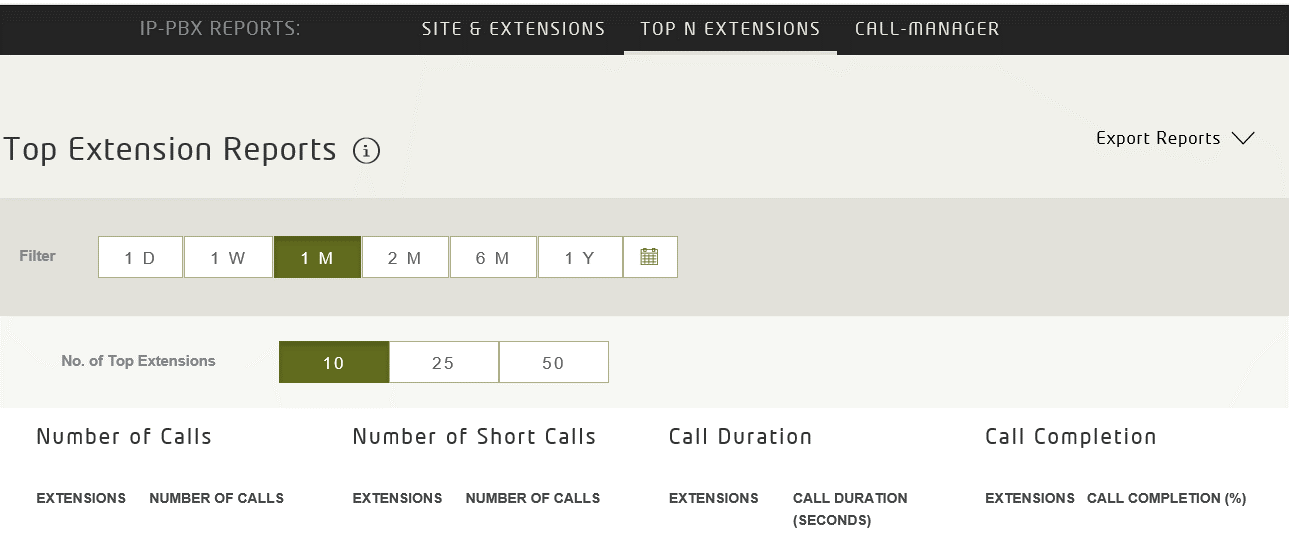 IP-PBX REPORTS: SITE & EXTENSIONS TOP N EXTENSIONS CALL-MANAGER
Top Extension Reports i
Export Reports
Filter 1 D 1 W 1 M 2 M 6 M 1 Y
No. of Top Extensions 10 25 50
Number of Calls Number of Short Calls Call Duration Call Completion
EXTENSIONS NUMBER OF CALLS EXTENSIONS NUMBER OF CALLS EXTENSIONS CALL DURATION EXTENSIONS CALL COMPLETION (%)
(SECONDS)